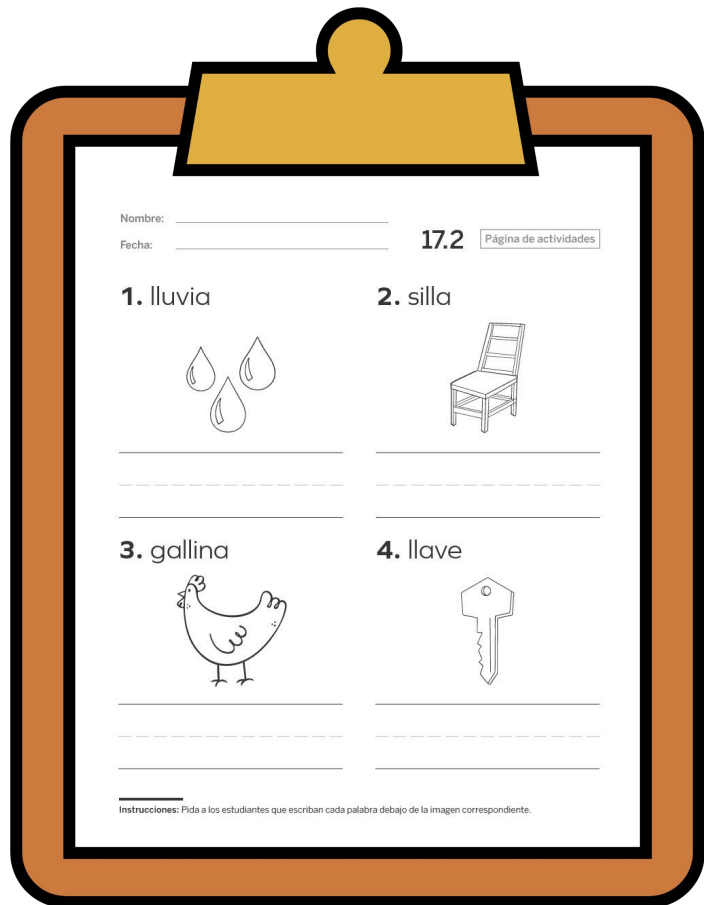 Nombre:
Fecha:
17.2 Página de actividades
1. lluvia
2. silla
3. gallina
4. llave
Instrucciones: Pida a los estudiantes que escriban cada palabra debajo de la imagen correspondiente.